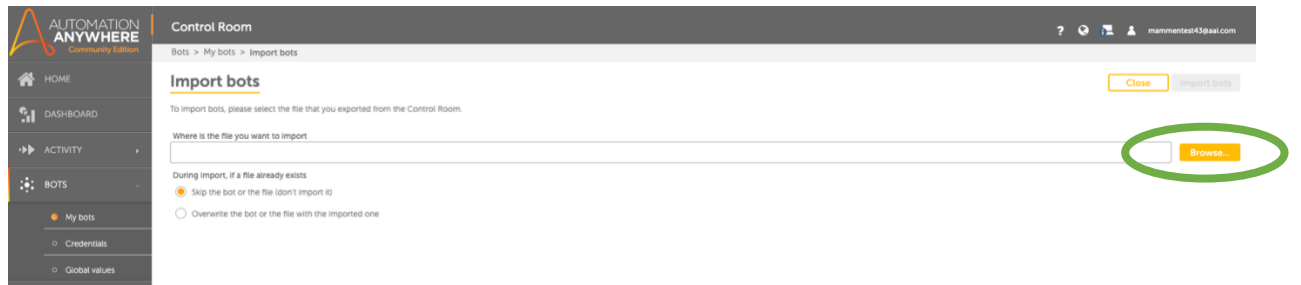 AUTOMATION
ANYWHERE
Community Edition
Control Room
? mammentest43@aai.com
Bots > My bots > Import bots
HOME
DASHBOARD
ACTIVITY
BOTS
My bots
Credentials
Global values
Import bots
Close Import bots
To import bots, please select the file that you exported from the Control Room.
Where is the file you want to import
Browse...
During import, if a file already exists
Skip the bot or the file (don't import it)
Overwrite the bot or the file with the imported one